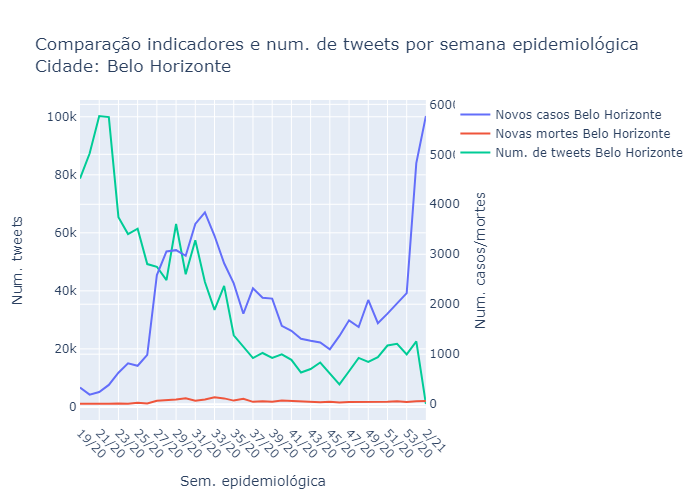 Comparação indicadores e num. de tweets por semana epidemiológica
Cidade: Belo Horizonte
Novos casos Belo Horizonte
Novas mortes Belo Horizonte
Num. de tweets Belo Horizonte
Num. tweets
100k
80k
60k
40k
20k
0
6000
5000
4000
3000
2000
1000
0
Num. casos/mortes
19/20
21/20
23/20
25/20
27/20
29/20
31/20
33/20
35/20
37/20
39/20
41/20
43/20
45/20
47/20
49/20
51/20
53/20
2/21
Sem. epidemiológica